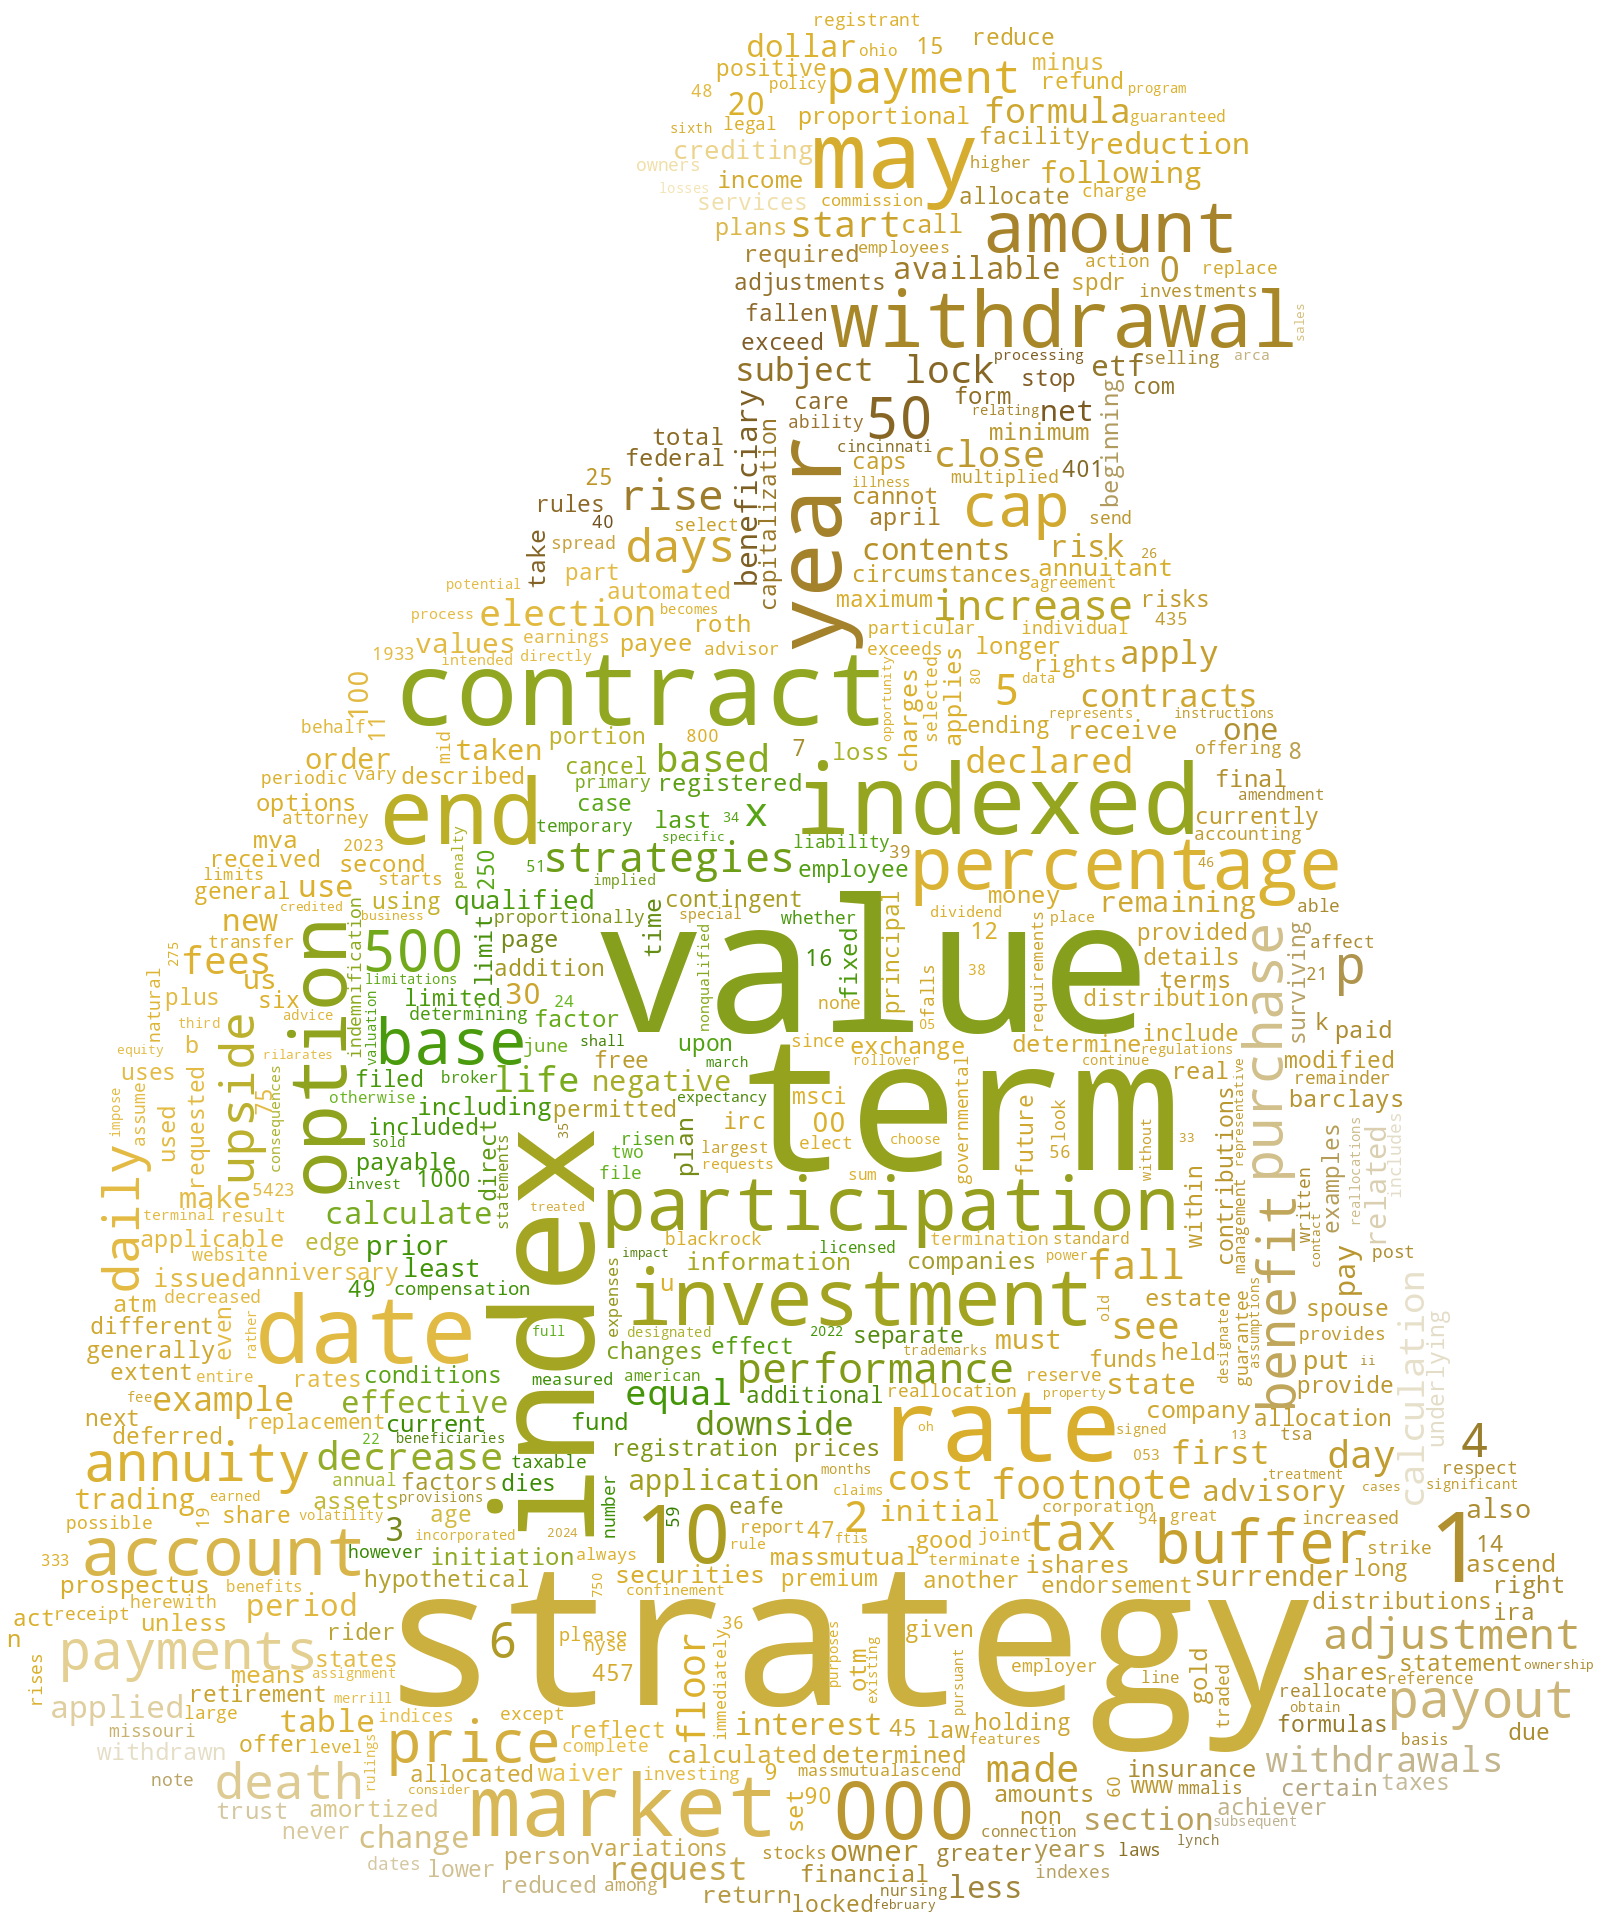 registrant
dollar ohio 15 reduce
positive payment minus
48 policy refund program
20 proportional formula guaranteed
sixth legal facility reduction
crediting may higher following
owners income allocate charge
losses services commission amount
plans start call
required employees action 0 replace
adjustments available spdr investments
fallen withdrawal sales
exceed processing etf selling arca
subject lock stop com
beneficiary care form beginning
ability 50 relating net
total capitalization cincinnati minimum
federal year caps close 401
25 rise illness multiplied
rules cannot cap
40 select april send
take spread days contents risk 26
part circumstances annuitant
potential automated maximum agreement
process election becomes increase risks
roth particular individual 435
values earnings payee advisor exceeds longer
1933 intended directly rights apply
100 contract opportunity selected applies 80 data
11 charges 5 contracts
behalf mid portion 800 7 ending represents instructions
order taken based loss receive one
periodic vary described cancel registered declared offering 8
options primary indexed final
attorney end case x amendment
mva temporary last 34 currently
2023 penalty specific liability accounting
received second 51 strategies 39 percentage 46
limits starts 250 implied employee
general use using qualified contingent money remaining able
credited business proportionally special whether dividend place
new option limit page time value principal 12 provided surviving affect
275 transfer 500 nonqualified 16 fixed requirements purchase p
fees indemnification limitations addition 38 details 21
us limited 30 none falls terms
natural plus six determining 24 05 distribution k
advice valuation factor
third b base june shall upon since exchange determine include paid
equity upside rilarates free march rollover continue regulations modified
uses consequences filed broker life negative term governmental real remainder
75 otherwise expectancy msci barclays
impose assume including permitted 00 future representative
used requested included 35 irc elect choose look 33 contributions examples reallocations includes
sold risen largest 56 related
payable two plan requests without
daily make 5423 invest 1000 direct statements file sum within management written
terminal result calculate treated participation benefit contact
applicable edge prior index blackrock licensed termination standard post
website impact information companies power fall pay
issued anniversary least u
decreased 49 compensation expenses investment old estate guarantee assumptions spouse calculation
atm date
different even rather full designated 2022 separate must see designated provides underlying
generally changes effect trademarks funds held put ii
extent entire rates conditions measured american performance reserve state provide
fee example effective equal additional reallocation property
next replacement current fund downside rate company allocation
deferred 22 beneficiaries oh signed 13 tsa
annuity decrease taxable registration prices 053 first day 4
annual factors dies application months cost footnote advisory treatment respect
trading earned assets provisions number claims cases significant
possible 19 share volatility age 59 10 eafe 2 initial corporation increased also
3 incorporated 2024 report 47 ftis good joint tax 54 great 1 14
333 account however initiation always rule massmutual terminate ishares buffer strike
prospectus benefits hypothetical securities premium another endorsement surrender long ascend
herewith 750 confinement right
act receipt period strategy distributions ira
n unless rider 6 please 36 given
payments states nyse floor adjustment
rises means assignment 457 immediately purposes otm existing pursuant employer line gold traded shares statement ownership
applied retirement merrill reallocate reference
large indices except obtain payout
missouri table price reflect interest 45 law holding formulas due
withdrawn offer level rulings complete features basis
allocated calculated determined withdrawals
note waiver investing 9 massmutualascend made insurance
death consider market 90 60 www mmalis certain taxes
trust amortized set 000 amounts achiever
never non section subsequent
change variations connection
person stocks owner greater years laws lynch
dates lower request financial indexes
reduced among nursing less
return locked february